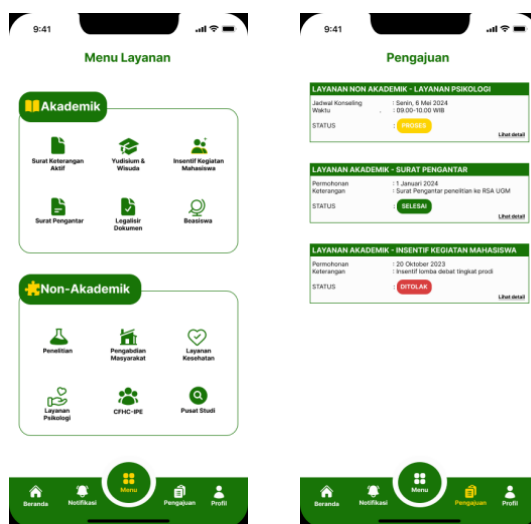 9:41
Menu Layanan
Akademik
Surat Keterangan
Aktif
Yudisium &
Wisuda
Insentif Kegiatan
Mahasiswa
Surat Pengantar
Legalisir
Dokumen
Beasiswa
Non-Akademik
Penelitian
Pengabdian
Masyarakat
Layanan
Kesehatan
Layanan
Psikologi
CFHC-IPE
Pusat Studi
Beranda
Notifikasi
Menu
Pengajuan
Profil
9:41
Pengajuan
LAYANAN NON AKADEMIK - LAYANAN PSIKOLOGI
Jadwal Konseling : Senin, 6 Mei 2024
Waktu . : 09.00-10.00 WIB
STATUS : PROSES
Lihat detail
LAYANAN AKADEMIK - SURAT PENGANTAR
Permohonan : 1 Januari 2024
Keterangan : Surat Pengantar penelitian ke RSA UGM
STATUS : SELESAI
Lihat detail
LAYANAN AKADEMIK - INSENTIF KEGIATAN MAHASISWA
Permohonan : 20 Oktober 2023
Keterangan : Insentif lomba debat tingkat prodi
STATUS : DITOLAK
Lihat detail
Beranda
Notifikasi
Menu
Pengajuan
Profil